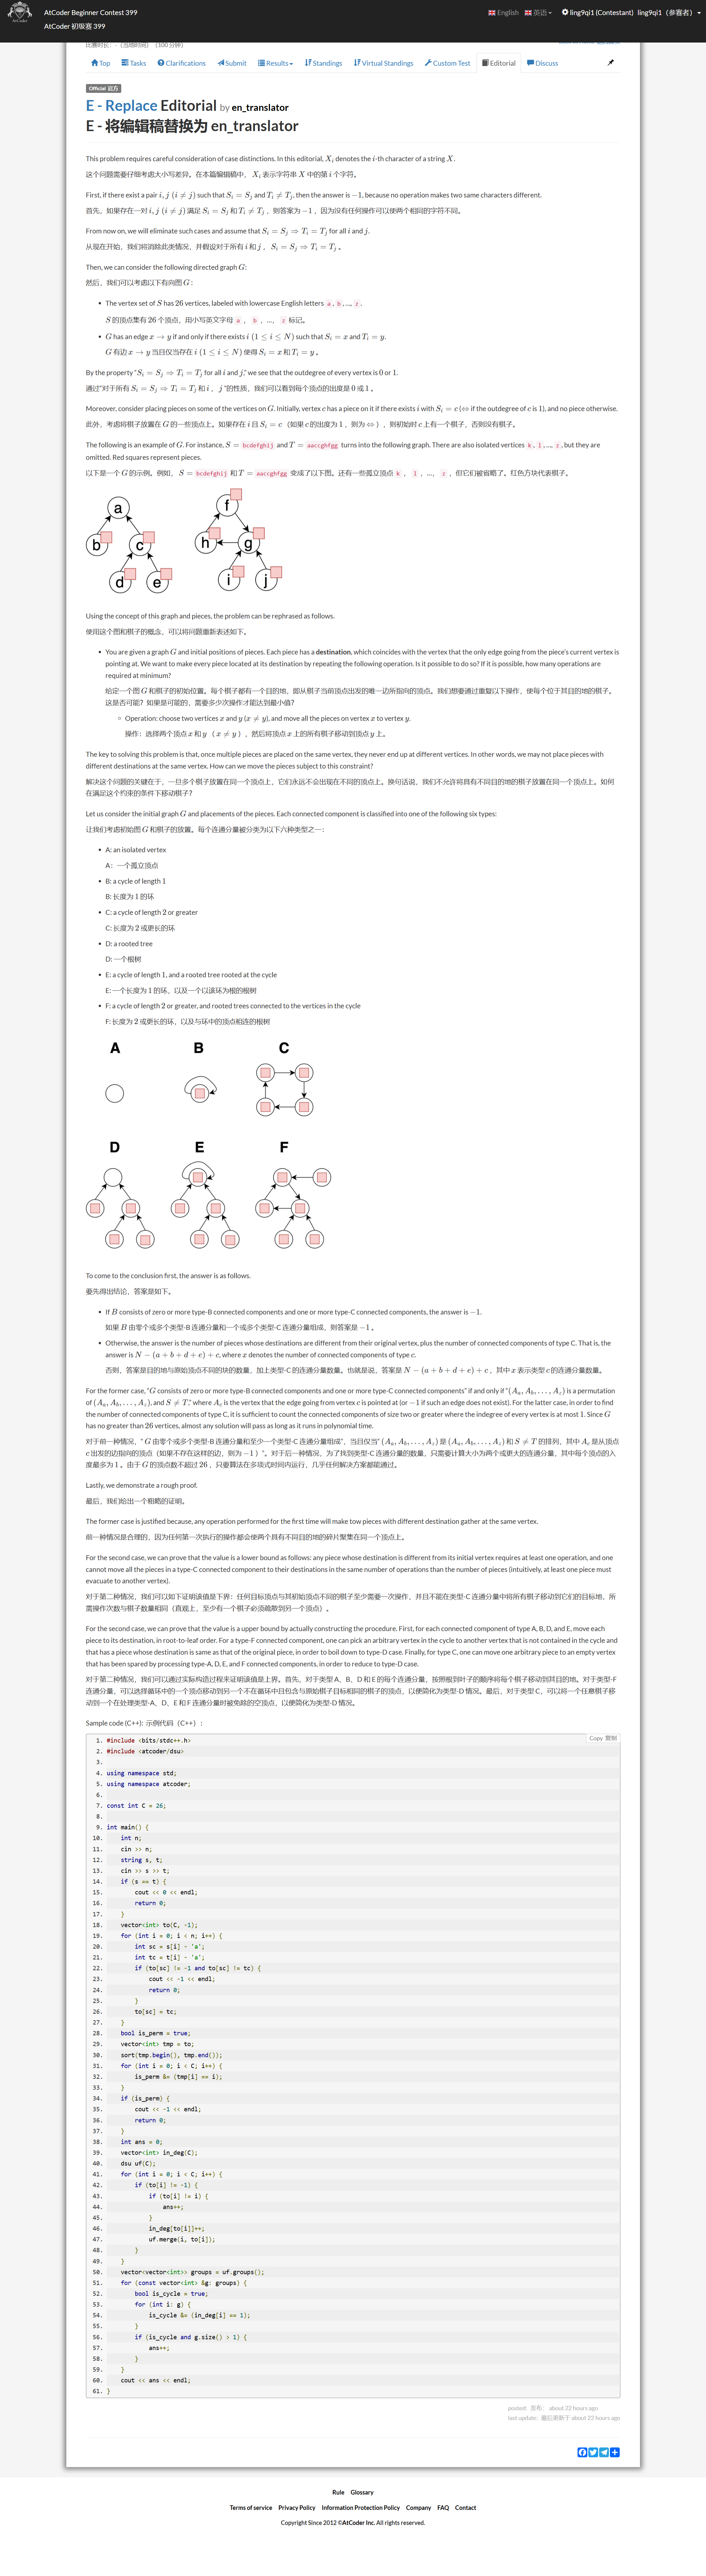 AtCoder Beginner Contest 399
English 英语 ling9qi1 (Contestant) ling9qi1（参赛者）
AtCoder 初级赛 399
Top Tasks Clarifications Submit Results Standings Virtual Standings Custom Test Editorial Discuss
Official 官方
E - Replace Editorial by en_translator
E - 将编辑稿替换为 en_translator
This problem requires careful consideration of case distinctions. In this editorial, X_i denotes the i-th character of a string X.
这个问题需要仔细考虑大小写差异。在本篇编辑稿中， X_i 表示字符串 X 中的第 i 个字符。
First, if there exist a pair i, j (i ≠ j) such that S_i = S_j and T_i ≠ T_j, then the answer is −1, because no operation makes two same characters different.
首先，如果存在一对 i, j (i ≠ j) 满足 S_i = S_j 和 T_i ≠ T_j，则答案为 −1，因为没有任何操作可以使两个相同的字符不同。
From now on, we will eliminate such cases and assume that S_i = S_j ⇒ T_i = T_j for all i and j.
从现在开始，我们将消除此类情况，并假设对于所有 i 和 j， S_i = S_j ⇒ T_i = T_j 。
Then, we can consider the following directed graph G:
然后，我们可以考虑以下有向图 G：
• The vertex set of S has 26 vertices, labeled with lowercase English letters a, b, ..., z.
S 的顶点集有 26 个顶点，用小写英文字母 a ， b ，...， z 标记。
• G has an edge x → y if and only if there exists i (1 ≤ i ≤ N) such that S_i = x and T_i = y.
G 有边 x → y 当且仅当存在 i (1 ≤ i ≤ N) 使得 S_i = x 和 T_i = y 。
By the property "S_i = S_j ⇒ T_i = T_j for all i and j," we see that the outdegree of every vertex is 0 or 1.
通过"对于所有 S_i = S_j ⇒ T_i = T_j 和 i ， j "的性质，我们可以看到每个顶点的出度是 0 或 1 。
Moreover, consider placing pieces on some of the vertices on G. Initially, vertex c has a piece on it if there exists i with S_i = c (⇔ if the outdegree of c is 1), and no piece otherwise.
此外，考虑将棋子放置在 G 的一些顶点上。如果存在 i 且 S_i = c （如果 c 的出度为 1 ，则为 ⇔ ），则初始时 c 上有一个棋子，否则没有棋子。
The following is an example of G. For instance, S = bcdefghij and T = aaccghfgg turns into the following graph. There are also isolated vertices k, l, ..., z, but they are
omitted. Red squares represent pieces.
以下是一个 G 的示例。例如， S = bcdefghij 和 T = aaccghfgg 变成了以下图。还有一些孤立顶点 k ， l ，...， z ，但它们被省略了。红色方块代表棋子。
a f
b c h g
d e i j
Using the concept of this graph and pieces, the problem can be rephrased as follows.
使用这个图和棋子的概念，可以将问题重新表述如下。
• You are given a graph G and initial positions of pieces. Each piece has a destination, which coincides with the vertex that the only edge going from the piece's current vertex is
pointing at. We want to make every piece located at its destination by repeating the following operation. Is it possible to do so? If it is possible, how many operations are
required at minimum?
给定一个图 G 和棋子的初始位置。每个棋子都有一个目的地，即从棋子当前顶点出发的唯一边所指向的顶点。我们想要通过重复以下操作，使每个位于其目的地的棋子。
这是否可能？如果是可能的，需要多少次操作才能达到最小值？
◦ Operation: choose two vertices x and y (x ≠ y), and move all the pieces on vertex x to vertex y.
操作：选择两个顶点 x 和 y （ x ≠ y ），然后将顶点 x 上的所有棋子移动到顶点 y 上。
The key to solving this problem is that, once multiple pieces are placed on the same vertex, they never end up at different vertices. In other words, we may not place pieces with
different destinations at the same vertex. How can we move the pieces subject to this constraint?
解决这个问题的关键在于，一旦多个棋子放置在同一个顶点上，它们永远不会出现在不同的顶点上。换句话说，我们不允许将具有不同目的地的棋子放置在同一个顶点上。如何
在满足这个约束的条件下移动棋子？
Let us consider the initial graph G and placements of the pieces. Each connected component is classified into one of the following six types:
让我们考虑初始图 G 和棋子的放置。每个连通分量被分类为以下六种类型之一：
• A: an isolated vertex
A：一个孤立顶点
• B: a cycle of length 1
B: 长度为 1 的环
• C: a cycle of length 2 or greater
C: 长度为 2 或更长的环
• D: a rooted tree
D: 一个根树
• E: a cycle of length 1, and a rooted tree rooted at the cycle
E: 一个长度为 1 的环，以及一个以该环为根的根树
• F: a cycle of length 2 or greater, and rooted trees connected to the vertices in the cycle
F: 长度为 2 或更长的环，以及与环中的顶点相连的根树
A B C
D E F
To come to the conclusion first, the answer is as follows.
要先得出结论，答案是如下。
• If B consists of zero or more type-B connected components and one or more type-C connected components, the answer is −1.
如果 B 由零个或多个类型-B 连通分量和一个或多个类型-C 连通分量组成，则答案是 −1 。
• Otherwise, the answer is the number of pieces whose destinations are different from their original vertex, plus the number of connected components of type C. That is, the
answer is N − (a + b + d + e) + c, where x denotes the number of connected components of type c.
否则，答案是目的地与原始顶点不同的块的数量，加上类型-C 的连通分量数量。也就是说，答案是 N − (a + b + d + e) + c ，其中 x 表示类型 c 的连通分量数量。
For the former case, "G consists of zero or more type-B connected components and one or more type-C connected components" if and only if "(A_a, A_b, . . . , A_z) is a permutation
of (A_a, A_b, . . . , A_z), and S ≠ T," where A_c is the vertex that the edge going from vertex c is pointed at (or −1 if such an edge does not exist). For the latter case, in order to find
the number of connected components of type C, it is sufficient to count the connected components of size two or greater where the indegree of every vertex is at most 1. Since G
has no greater than 26 vertices, almost any solution will pass as long as it runs in polynomial time.
对于前一种情况，" G 由零个或多个类型-B 连通分量和至少一个类型-C 连通分量组成"，当且仅当" (A_a, A_b, . . . , A_z) 是 (A_a, A_b, . . . , A_z) 和 S ≠ T 的排列，其中 A_c 是从顶点
c 出发的边指向的顶点（如果不存在这样的边，则为 −1 ）"。对于后一种情况，为了找到类型-C 连通分量的数量，只需要计算大小为两个或更大的连通分量，其中每个顶点的入
度最多为 1 。由于 G 的顶点数不超过 26 ，只要算法在多项式时间内运行，几乎任何解决方案都能通过。
Lastly, we demonstrate a rough proof.
最后，我们给出一个粗略的证明。
The former case is justified because, any operation performed for the first time will make tow pieces with different destination gather at the same vertex.
前一种情况是合理的，因为任何第一次执行的操作都会使两个具有不同目的地的碎片聚集在同一个顶点上。
For the second case, we can prove that the value is a lower bound as follows: any piece whose destination is different from its initial vertex requires at least one operation, and one
cannot move all the pieces in a type-C connected component to their destinations in the same number of operations than the number of pieces (intuitively, at least one piece must
evacuate to another vertex).
对于第二种情况，我们可以如下证明该值是下界：任何目标顶点与其初始顶点不同的棋子至少需要一次操作，并且不能在类型-C 连通分量中将所有棋子移动到它们的目标地，所
需操作次数与棋子数量相同（直观上，至少有一个棋子必须疏散到另一个顶点）。
For the second case, we can prove that the value is a upper bound by actually constructing the procedure. First, for each connected component of type A, B, D, and E, move each
piece to its destination, in root-to-leaf order. For a type-F connected component, one can pick an arbitrary vertex in the cycle to another vertex that is not contained in the cycle and
that has a piece whose destination is same as that of the original piece, in order to boil down to type-D case. Finally, for type C, one can move one arbitrary piece to an empty vertex
that has been spared by processing type-A, D, E, and F connected components, in order to reduce to type-D case.
对于第二种情况，我们可以通过实际构造过程来证明该值是上界。首先，对于类型 A、B、D 和 E 的每个连通分量，按照根到叶子的顺序将每个棋子移动到其目的地。对于类型-F
连通分量，可以选择循环中的一个顶点移动到另一个不在循环中且包含与原始棋子目标相同的棋子的顶点，以便简化为类型-D 情况。最后，对于类型 C，可以将一个任意棋子移
动到一个在处理类型-A、D、E 和 F 连通分量时被免除的空顶点，以便简化为类型-D 情况。
Sample code (C++): 示例代码（C++）：
Copy 复制
1. #include <bits/stdc++.h>
2. #include <atcoder/dsu>
3.
4. using namespace std;
5. using namespace atcoder;
6.
7. const int C = 26;
8.
9. int main() {
10. int n;
11. cin >> n;
12. string s, t;
13. cin >> s >> t;
14. if (s == t) {
15. cout << 0 << endl;
16. return 0;
17. }
18. vector<int> to(C, -1);
19. for (int i = 0; i < n; i++) {
20. int sc = s[i] - 'a';
21. int tc = t[i] - 'a';
22. if (to[sc] != -1 and to[sc] != tc) {
23. cout << -1 << endl;
24. return 0;
25. }
26. to[sc] = tc;
27. }
28. bool is_perm = true;
29. vector<int> tmp = to;
30. sort(tmp.begin(), tmp.end());
31. for (int i = 0; i < C; i++) {
32. is_perm &= (tmp[i] == i);
33. }
34. if (is_perm) {
35. cout << -1 << endl;
36. return 0;
37. }
38. int ans = 0;
39. vector<int> in_deg(C);
40. dsu uf(C);
41. for (int i = 0; i < C; i++) {
42. if (to[i] != -1) {
43. if (to[i] != i) {
44. ans++;
45. }
46. in_deg[to[i]]++;
47. uf.merge(i, to[i]);
48. }
49. }
50. vector<vector<int>> groups = uf.groups();
51. for (const vector<int> &g: groups) {
52. bool is_cycle = true;
53. for (int i: g) {
54. is_cycle &= (in_deg[i] == 1);
55. }
56. if (is_cycle and g.size() > 1) {
57. ans++;
58. }
59. }
60. cout << ans << endl;
61. }
posted: 发布： about 22 hours ago
last update: 最后更新于 about 22 hours ago
Rule Glossary
Terms of service Privacy Policy Information Protection Policy Company FAQ Contact
Copyright Since 2012 ©AtCoder Inc. All rights reserved.